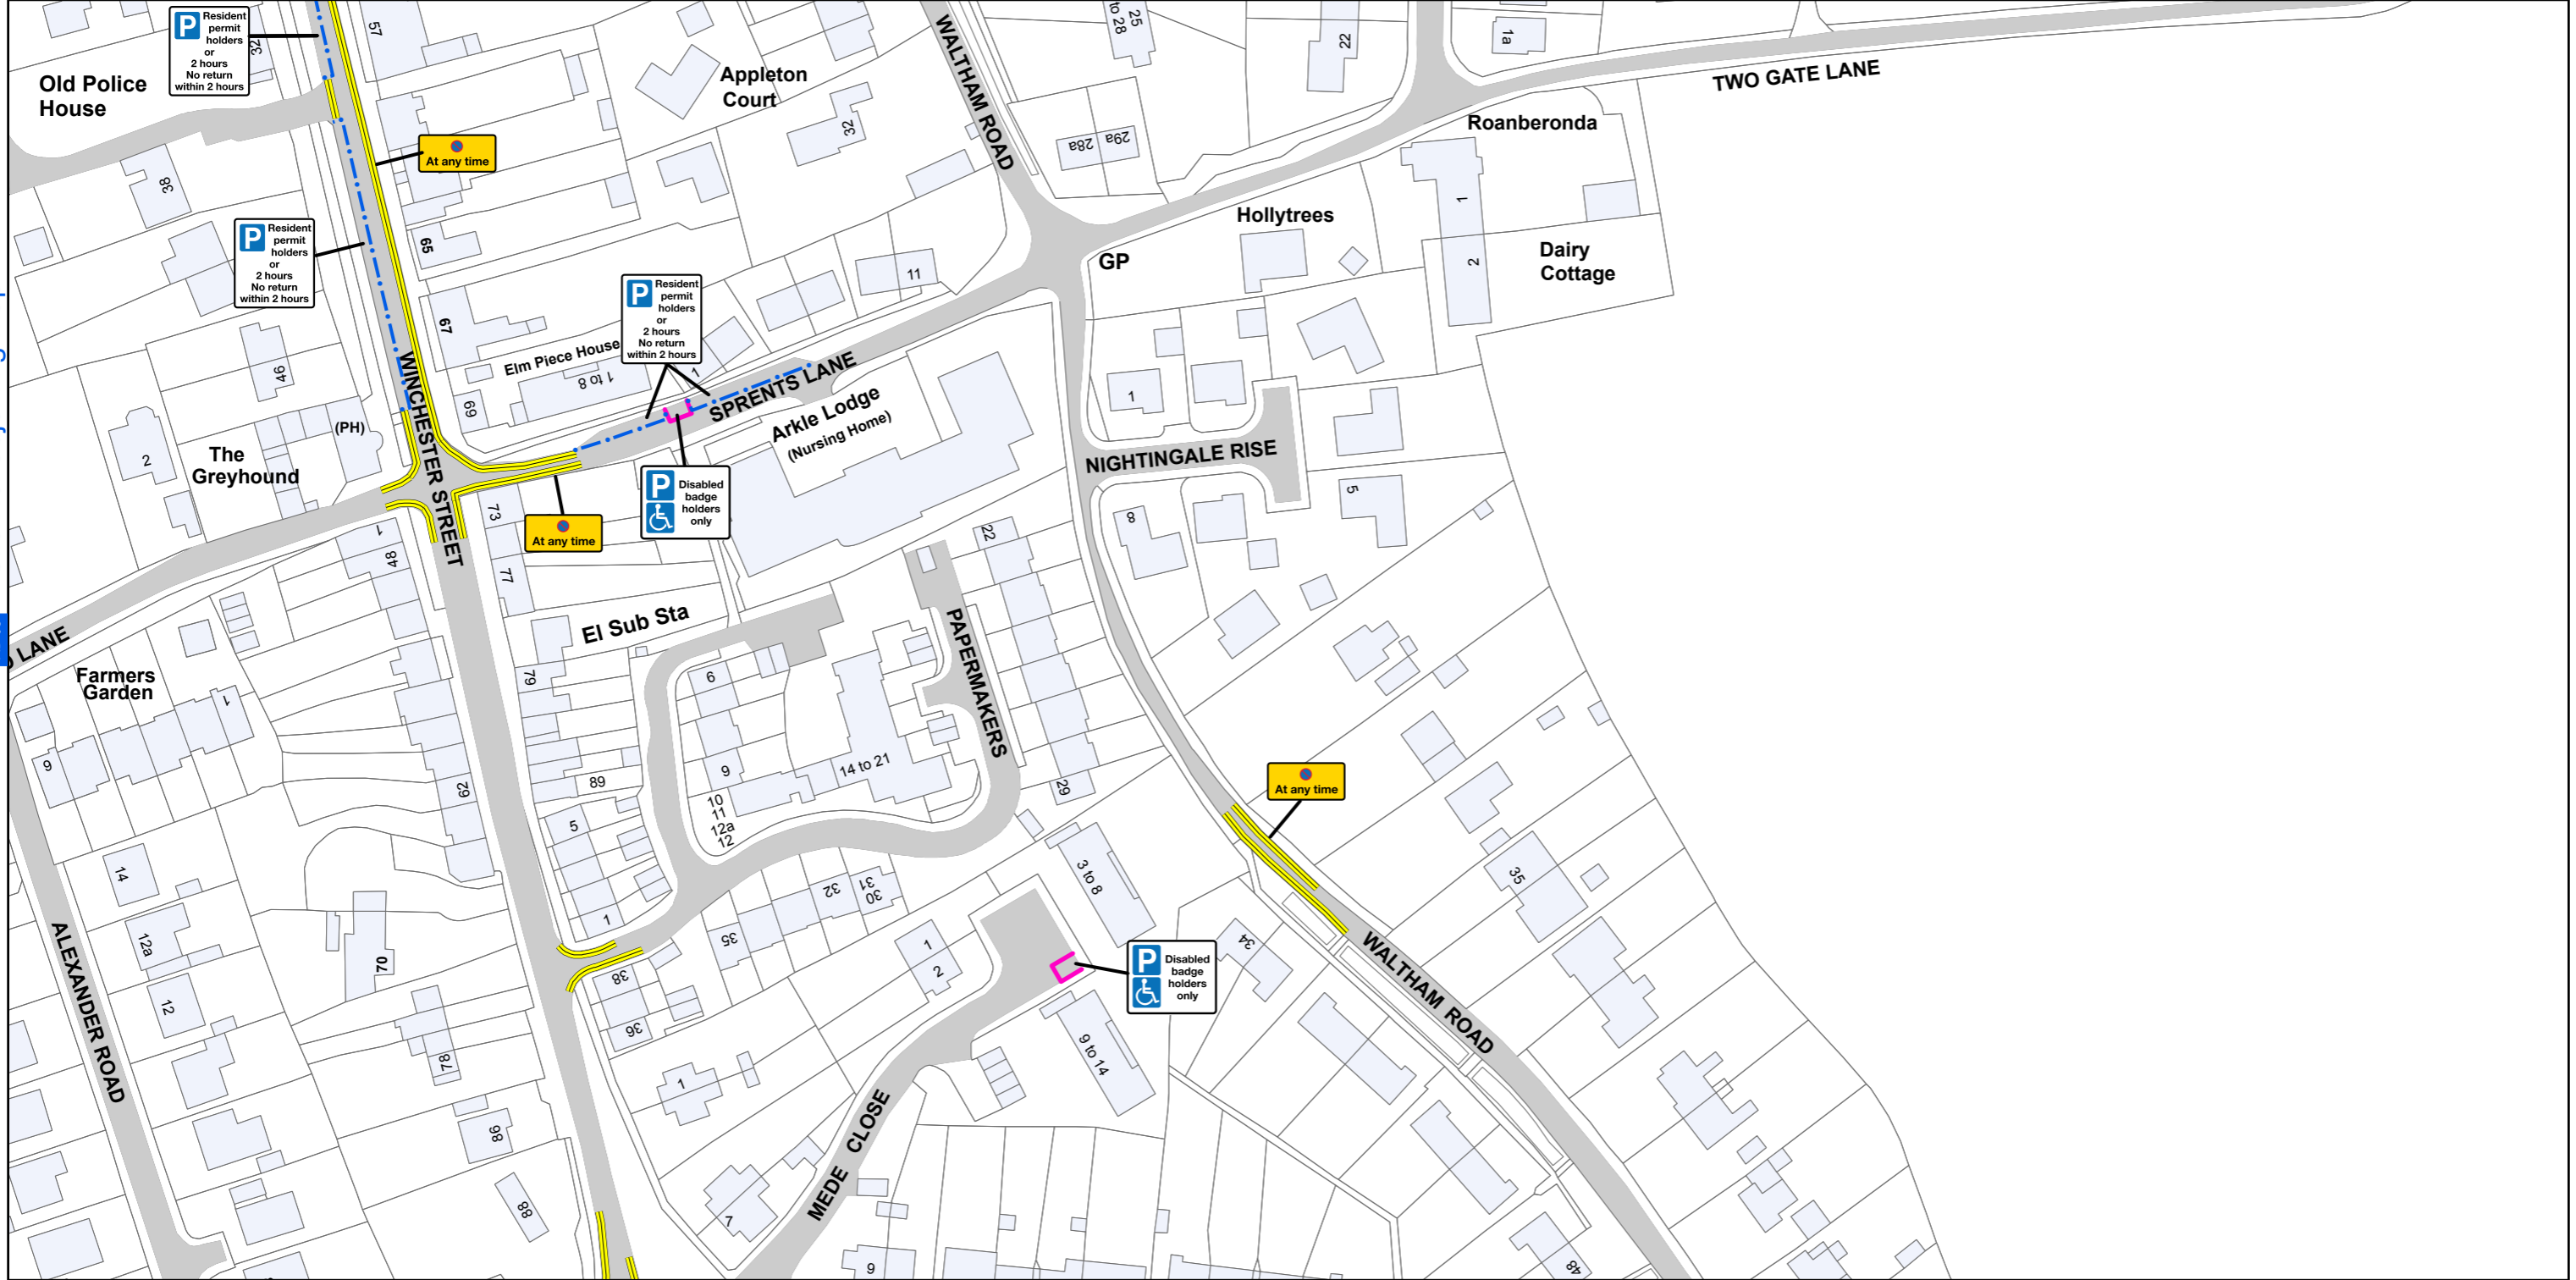 P Resident
permit
holders
or
2 hours
No return
within 2 hours
32
57
Old Police
House
At any time
38
P Resident
permit
holders
or
2 hours
No return
within 2 hours
65
67
46
Appleton
Court
32
WALTHAM ROAD
25
to 28
28a
29a
22
1a
TWO GATE LANE
Roanberonda
1
2
Dairy
Cottage
Hollytrees
GP
11
P Resident
permit
holders
or
2 hours
No return
within 2 hours
Elm Piece House
1 to 8
1
69
SPRENTS LANE
Arkle Lodge
(Nursing Home)
WINCHESTER STREET
(PH)
The
Greyhound
2
P Disabled
badge
holders
only
At any time
73
77
1
48
1
NIGHTINGALE RISE
5
8
22
El Sub Sta
79
PAPERMAKERS
6
9
10
11
12a
12
14 to 21
29
LANE
Farmers
Garden
1
9
62
89
5
1
At any time
35
3 to 8
14
12a
12
ALEXANDER ROAD
70
78
86
88
38
36
35
32
31
30
1
2
P Disabled
badge
holders
only
34
WALTHAM ROAD
9 to 14
1
MEDE CLOSE
7
9
48